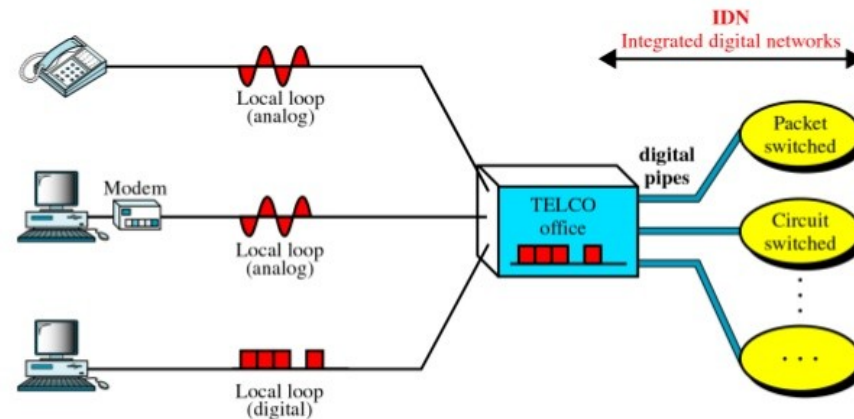 IDN
Integrated digital networks
Local loop
(analog)
Packet
switched
digital
pipes
Modem
TELCO
office
Local loop
(analog)
Circuit
switched
Local loop
(digital)
. . .